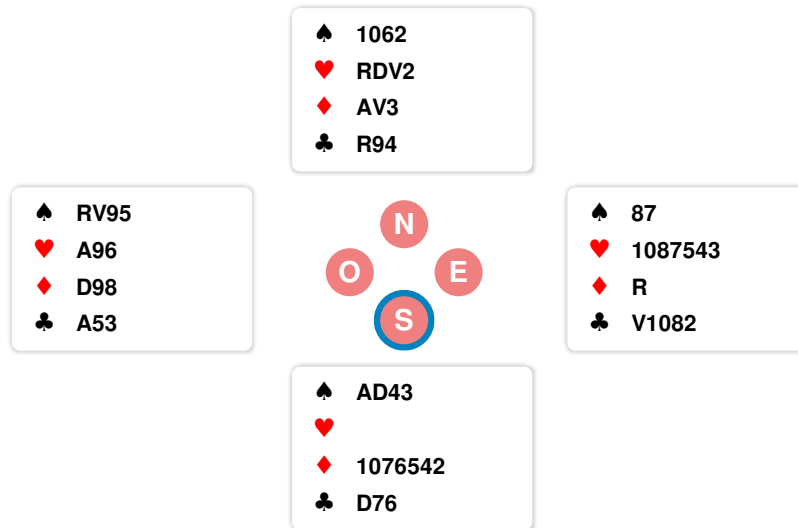 ♠ 1062
♥ RDV2
♦ AV3
♣ R94
♠ RV95
♥ A96
♦ D98
♣ A53
N
O E
S
♠ 87
♥ 1087543
♦ R
♣ V1082
♠ AD43
♥
♦ 1076542
♣ D76